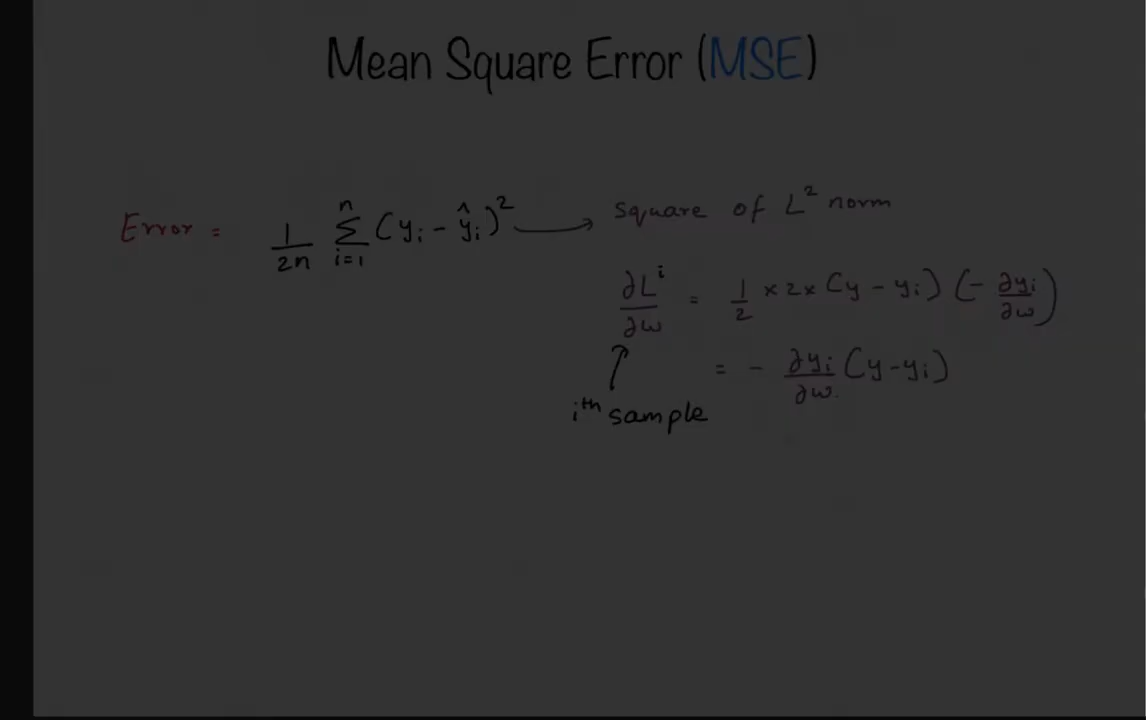 Mean Square Error (MSE)
Error = 1/2n Σ_{i=1}^{n} (y_i - ŷ_i)^2 → square of L^2 norm
∂L^i/∂w = 1/2 × 2 × (y - y_i) (- ∂y_i/∂w)
= - ∂y_i/∂w (y - y_i)
↑
i^th sample